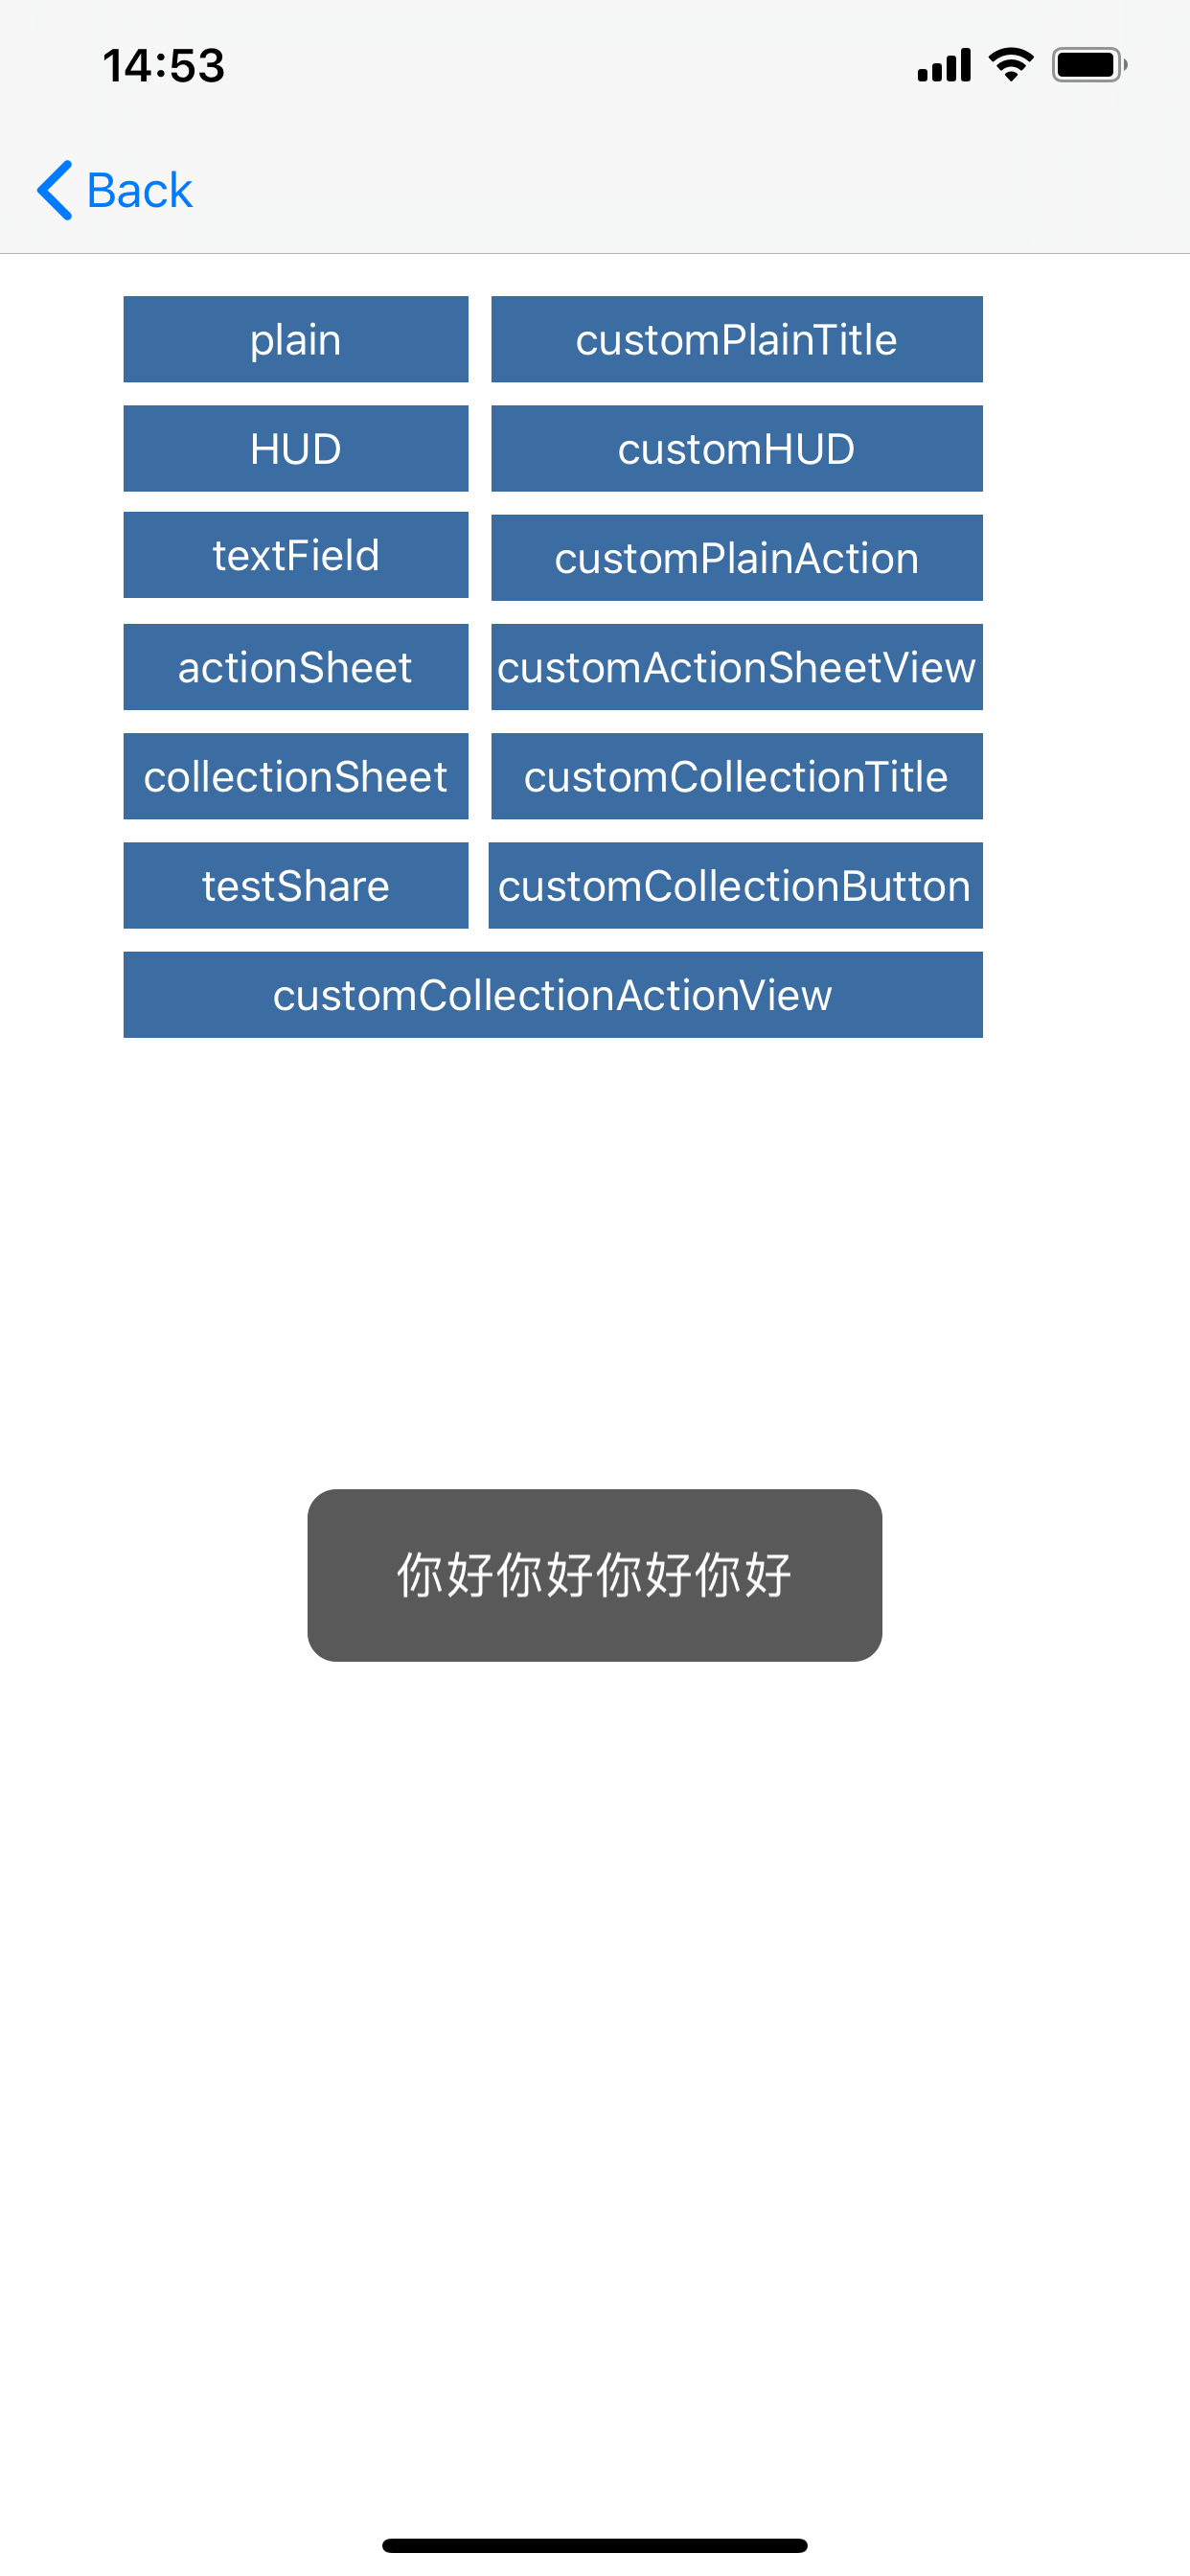 14:53
Back
plain
customPlainTitle
HUD
customHUD
textField
customPlainAction
actionSheet
customActionSheetView
collectionSheet
customCollectionTitle
testShare
customCollectionButton
customCollectionActionView
你好你好你好你好